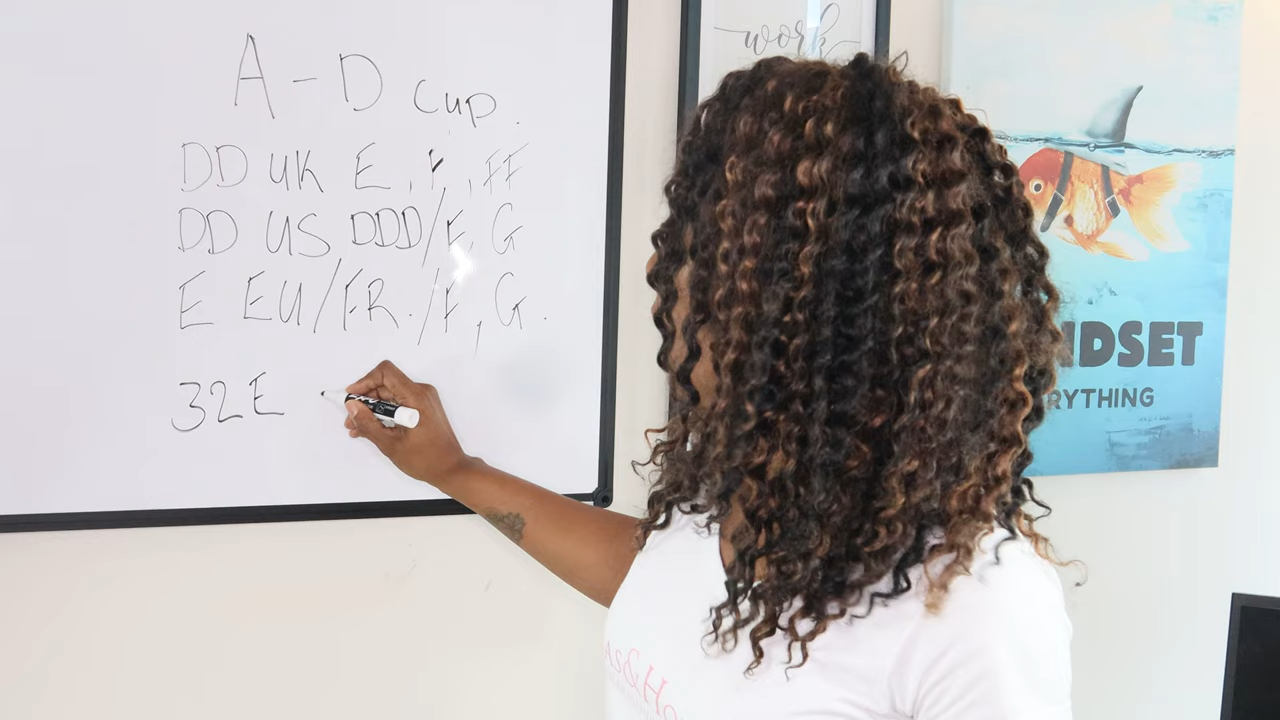 A - D cup.
DD UK E, F, FF
DD US DDD/F, G
E EU/FR./F, G.
32E
work
NDSET
RYTHING